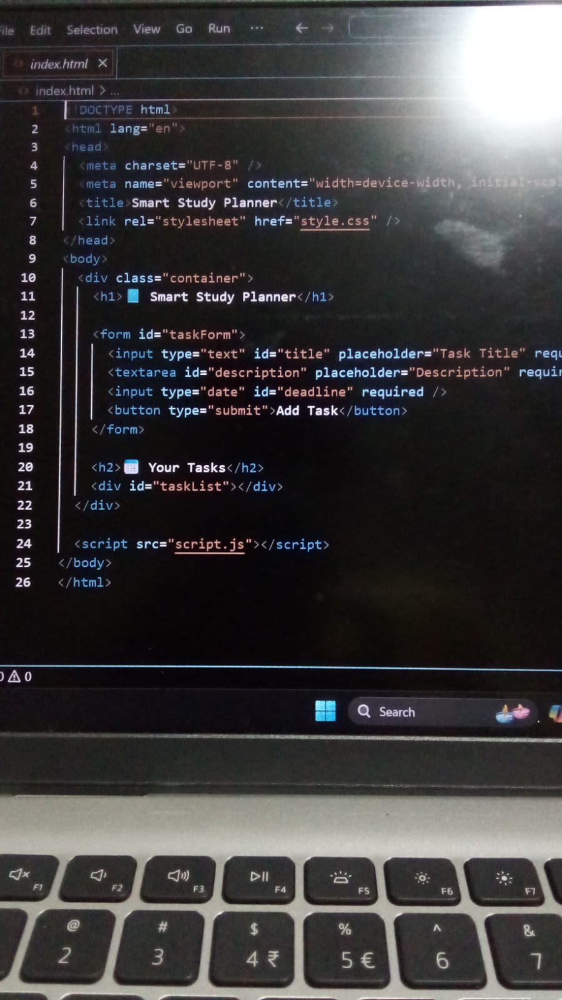 File Edit Selection View Go Run ···
index.html
index.html > ...
1 <!DOCTYPE html>
2 <html lang="en">
3 <head>
4 <meta charset="UTF-8" />
5 <meta name="viewport" content="width=device-width, initial-scal
6 <title>Smart Study Planner</title>
7 <link rel="stylesheet" href="style.css" />
8 </head>
9 <body>
10 <div class="container">
11 <h1>📘 Smart Study Planner</h1>
12
13 <form id="taskForm">
14 <input type="text" id="title" placeholder="Task Title" requ
15 <textarea id="description" placeholder="Description" requir
16 <input type="date" id="deadline" required />
17 <button type="submit">Add Task</button>
18 </form>
19
20 <h2>🗓️ Your Tasks</h2>
21 <div id="taskList"></div>
22 </div>
23
24 <script src="script.js"></script>
25 </body>
26 </html>
0 ⚠ 0
Search
F1 F2 F3 F4 F5 F6 F7
@ # $ % ^ &
2 3 4 ₹ 5 € 6 7